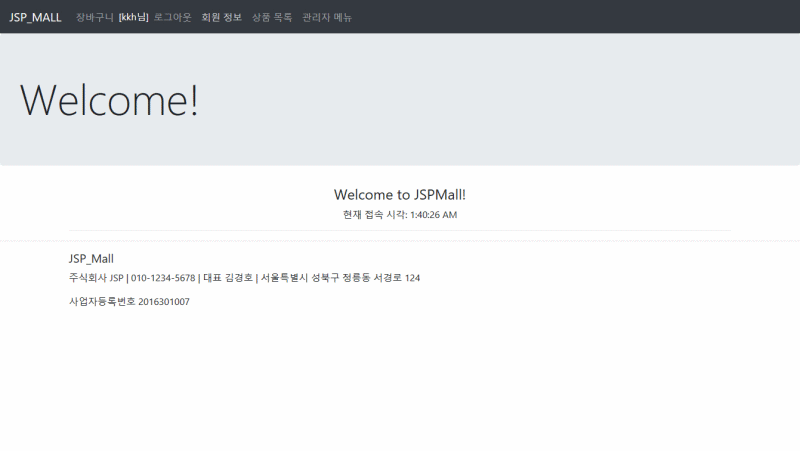 JSP_MALL 장바구니 [kkh님] 로그아웃 회원 정보 상품 목록 관리자 메뉴
Welcome!
Welcome to JSPMall!
현재 접속 시각: 1:40:26 AM
JSP_Mall
주식회사 JSP | 010-1234-5678 | 대표 김경호 | 서울특별시 성북구 정릉동 서경로 124
사업자등록번호 2016301007